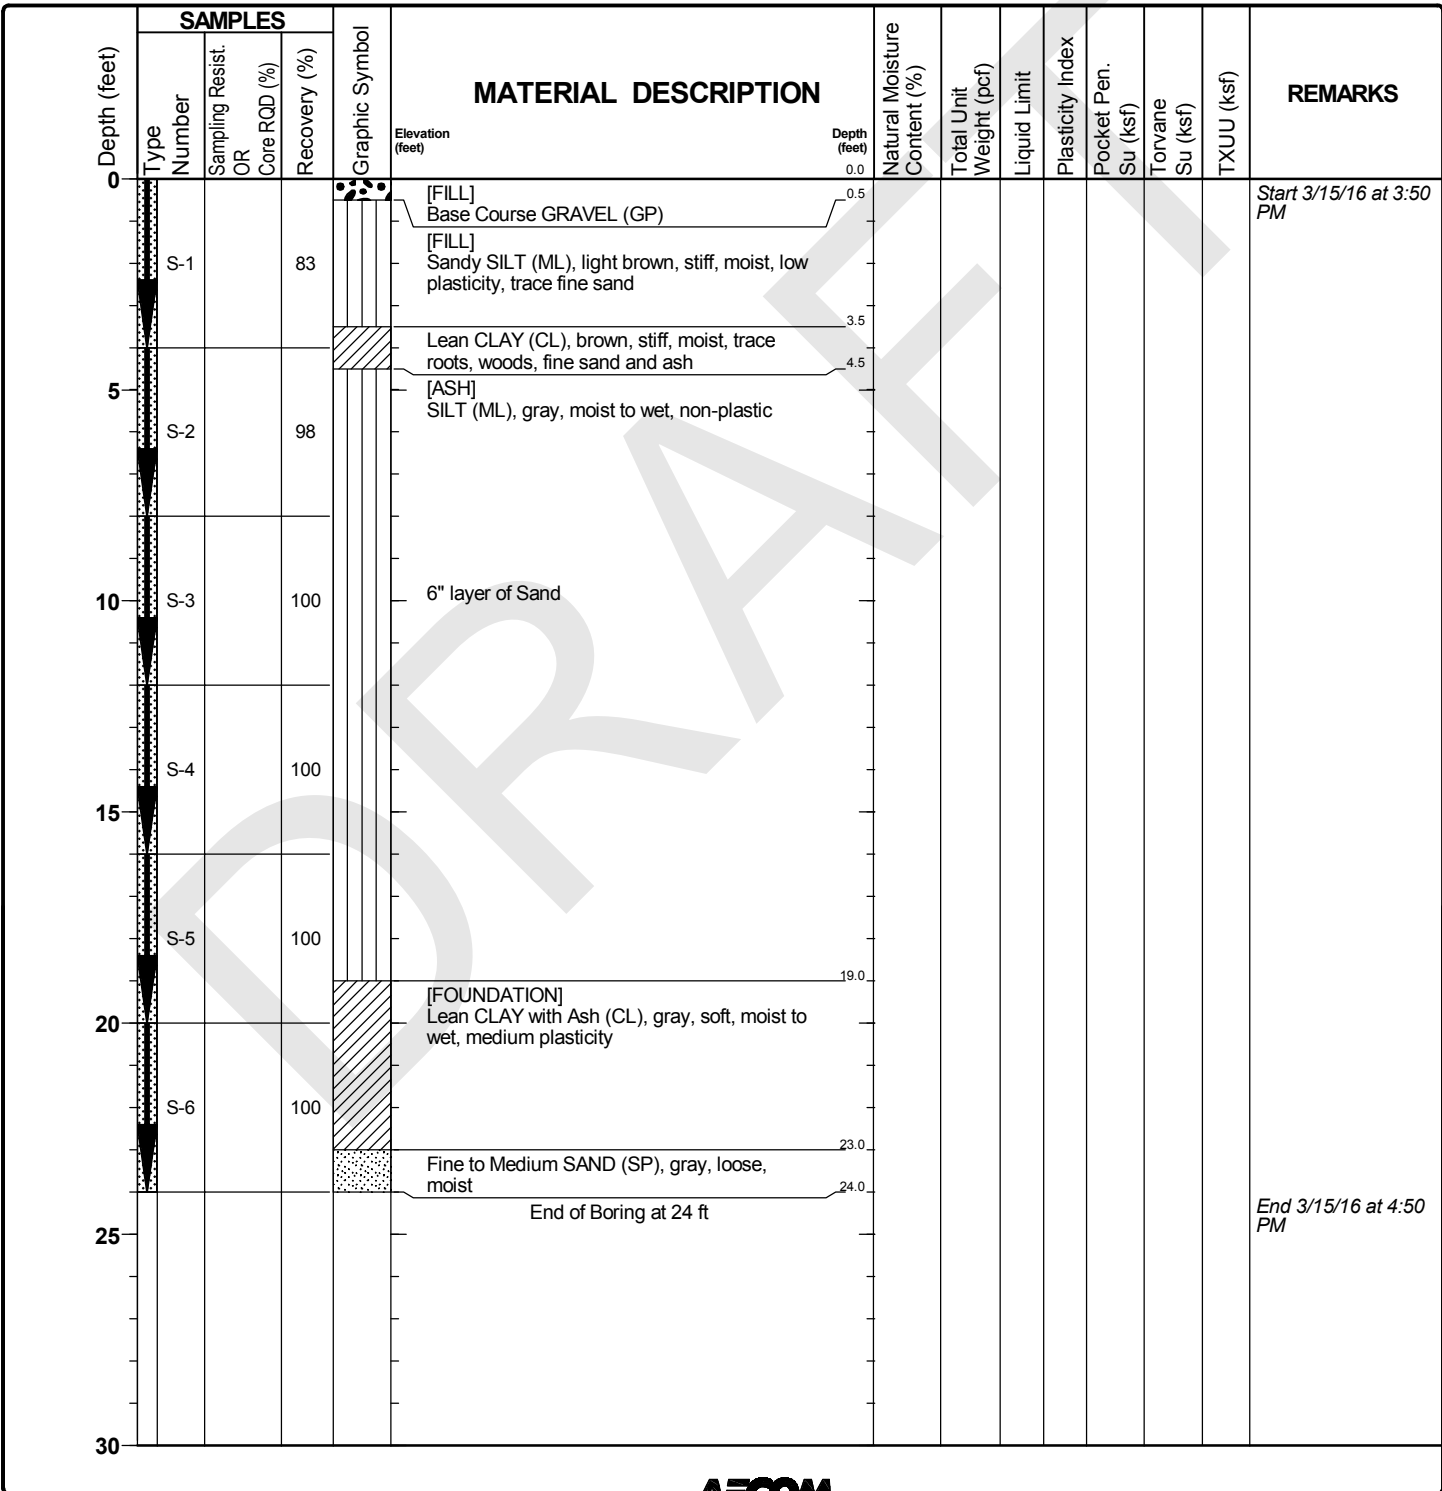 SAMPLES
Depth (feet)
Type
Number
Sampling Resist.
OR
Core RQD (%)
Recovery (%)
Graphic Symbol
MATERIAL DESCRIPTION
Elevation
(feet)
Depth
(feet)
Natural Moisture
Content (%)
Total Unit
Weight (pcf)
Liquid Limit
Plasticity Index
Pocket Pen.
Su (ksf)
Torvane
Su (ksf)
TXUU (ksf)
REMARKS
0
0.0
[FILL]
0.5
Base Course GRAVEL (GP)
Start 3/15/16 at 3:50
PM
[FILL]
Sandy SILT (ML), light brown, stiff, moist, low
plasticity, trace fine sand
S-1
83
3.5
Lean CLAY (CL), brown, stiff, moist, trace
roots, woods, fine sand and ash
4.5
5
[ASH]
SILT (ML), gray, moist to wet, non-plastic
S-2
98
10
S-3
100
6" layer of Sand
S-4
100
15
S-5
100
19.0
[FOUNDATION]
Lean CLAY with Ash (CL), gray, soft, moist to
wet, medium plasticity
20
S-6
100
23.0
Fine to Medium SAND (SP), gray, loose,
moist
24.0
End of Boring at 24 ft
End 3/15/16 at 4:50
PM
25
30
DRAFT
AECOM